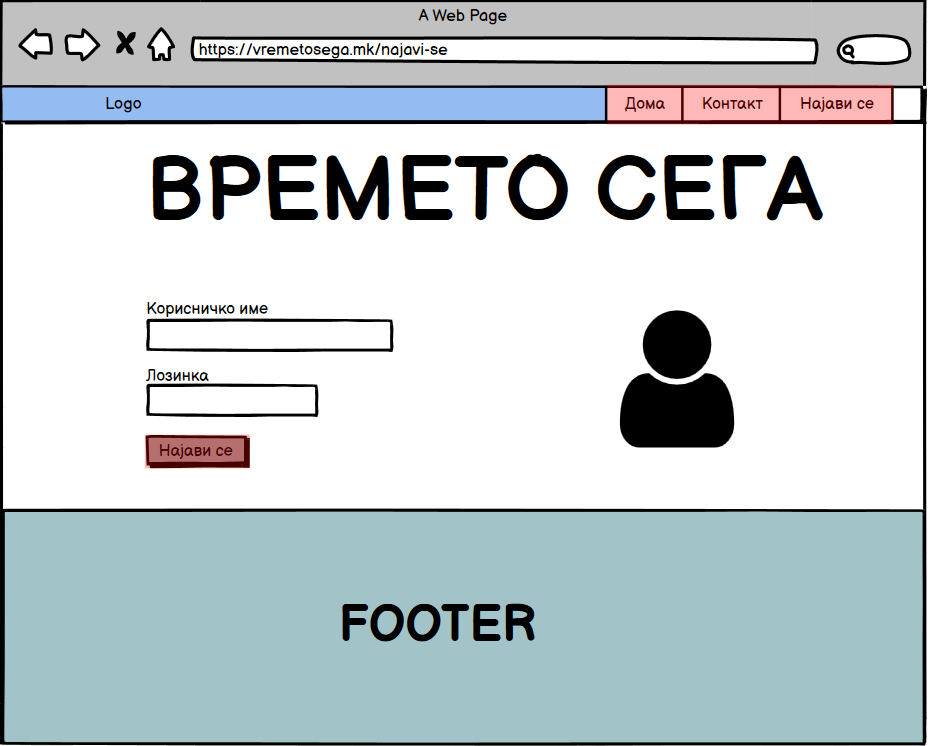 A Web Page
https://vremetosega.mk/najavi-se
Logo Дома Контакт Најави се
ВРЕМЕТО СЕГА
Корисничко име
Лозинка
Најави се
FOOTER